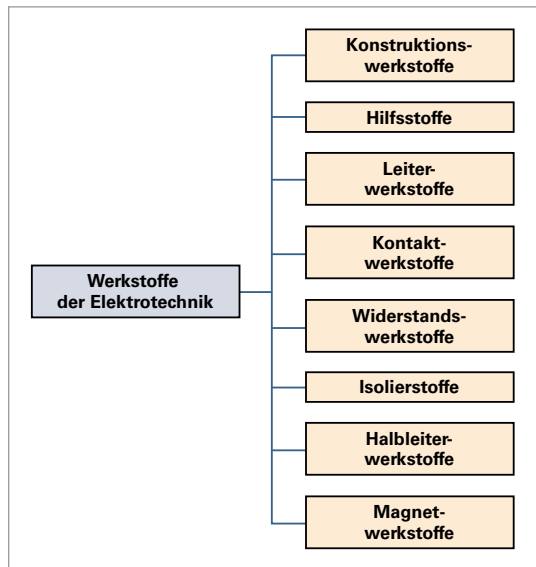 Konstruktions-
werkstoffe
Hilfsstoffe
Leiter-
werkstoffe
Kontakt-
werkstoffe
Werkstoffe
der Elektrotechnik
Widerstands-
werkstoffe
Isolierstoffe
Halbleiter-
werkstoffe
Magnet-
werkstoffe